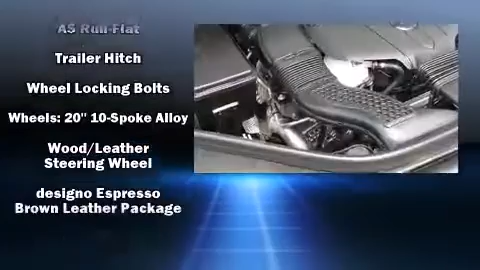 AS Run-Flat
Trailer Hitch
Wheel Locking Bolts
Wheels: 20" 10-Spoke Alloy
Wood/Leather
Steering Wheel
designo Espresso
Brown Leather Package